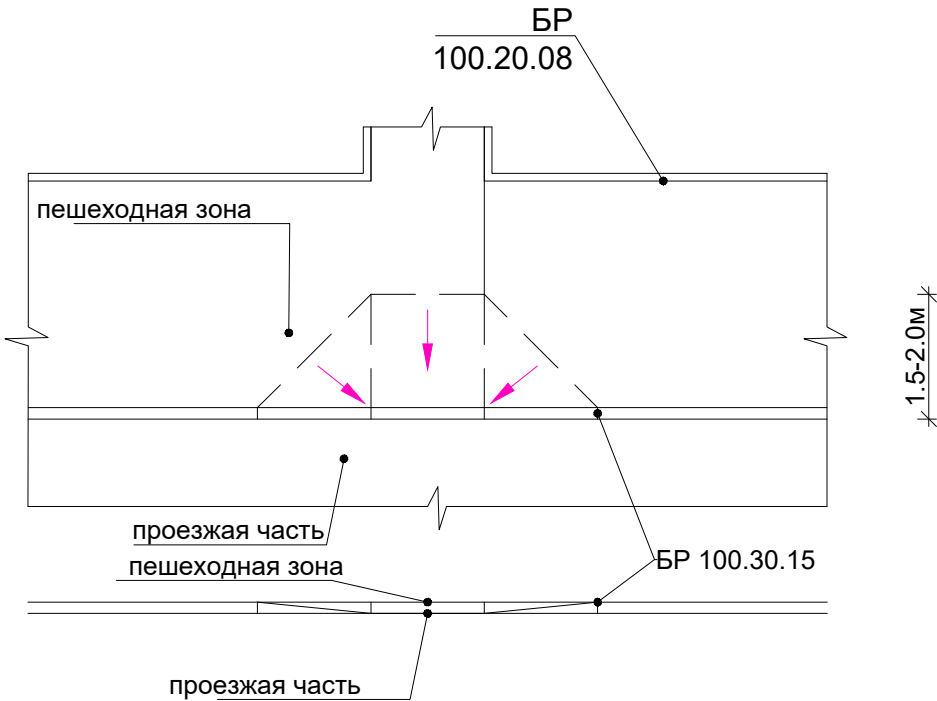 БР
100.20.08
пешеходная зона
1.5-2.0м
проезжая часть
пешеходная зона
БР 100.30.15
проезжая часть